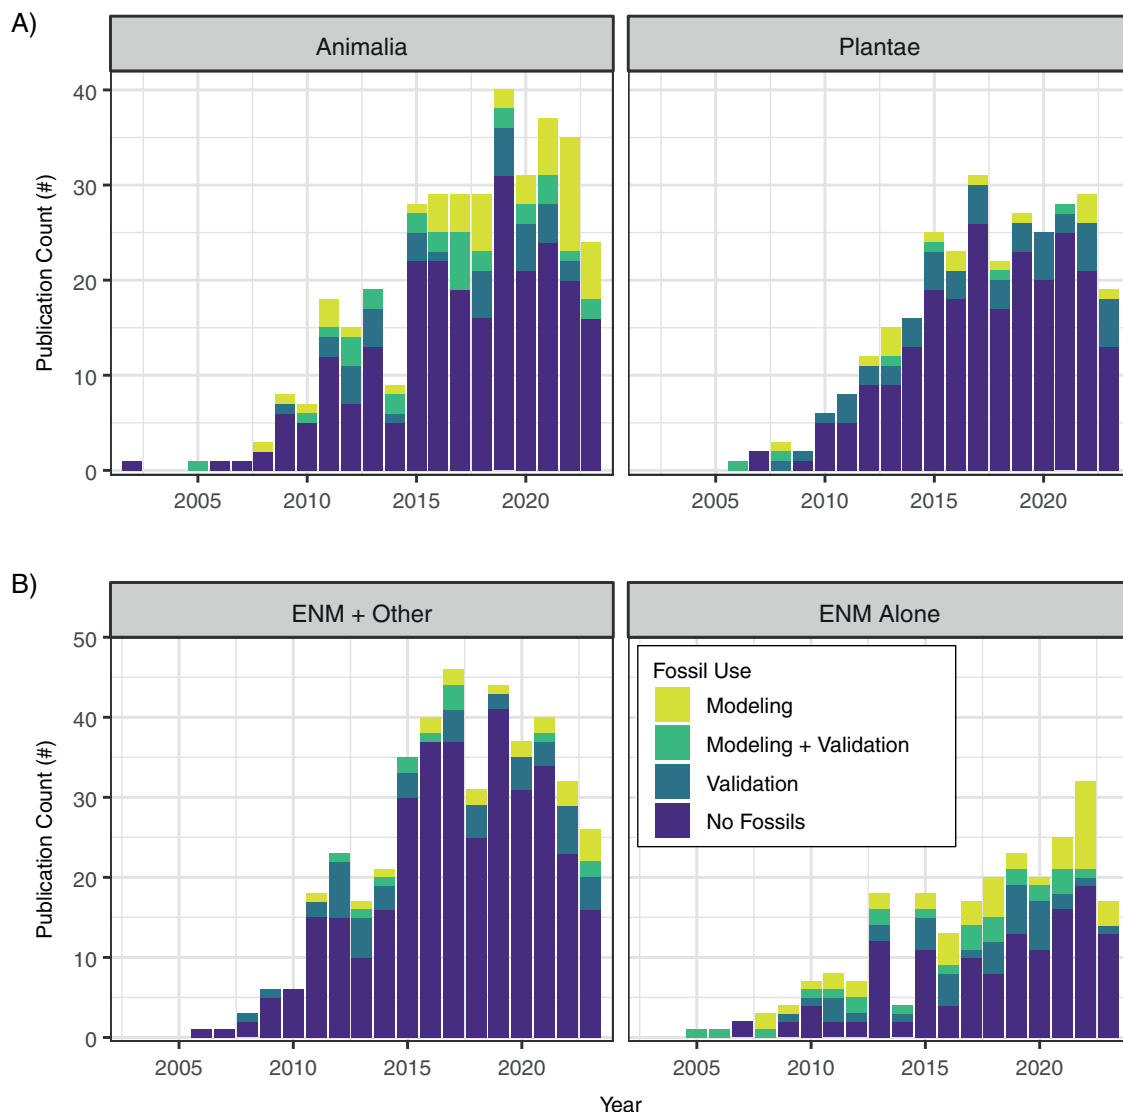 A)
Animalia
Plantae
Publication Count (#)
40
30
20
10
0
2005 2010 2015 2020
2005 2010 2015 2020
B)
ENM + Other
ENM Alone
Publication Count (#)
50
40
30
20
10
0
Fossil Use
Modeling
Modeling + Validation
Validation
No Fossils
2005 2010 2015 2020
2005 2010 2015 2020
Year